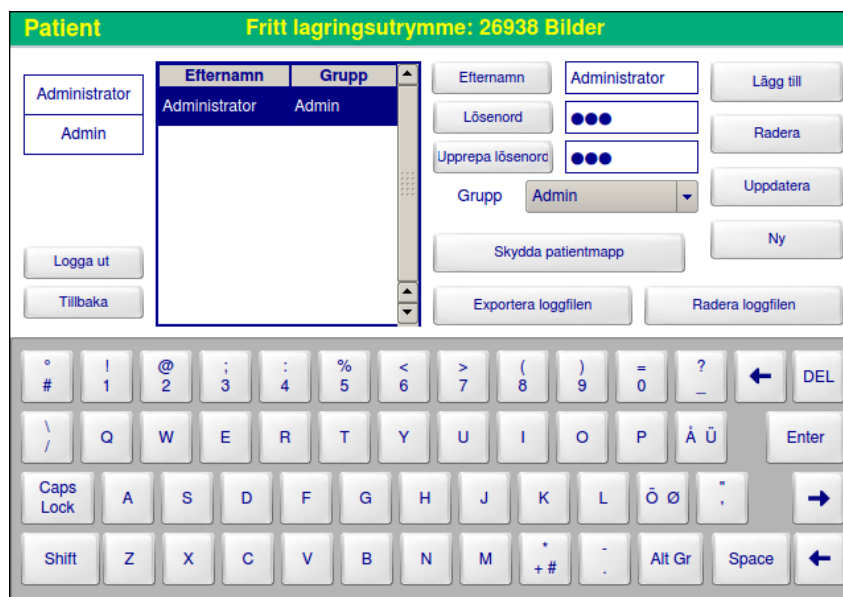 Patient Fritt lagringsutrymme: 26938 Bilder
Administrator
Admin
Logga ut
Tillbaka
Efternamn Grupp
Administrator Admin
Efternamn Administrator
Lösenord ●●●
Upprepa lösenord ●●●
Grupp Admin
Skydda patientmapp
Exportera loggfilen Radera loggfilen
Lägg till
Radera
Uppdatera
Ny
° ! @ ; : % < > ( ) = ?
# 1 2 3 4 5 6 7 8 9 0 _ DEL
\
/ Q W E R T Y U I O P Å Ü Enter
Caps Lock A S D F G H J K L Ö Ø " '
Shift Z X C V B N M * + # - . Alt Gr Space